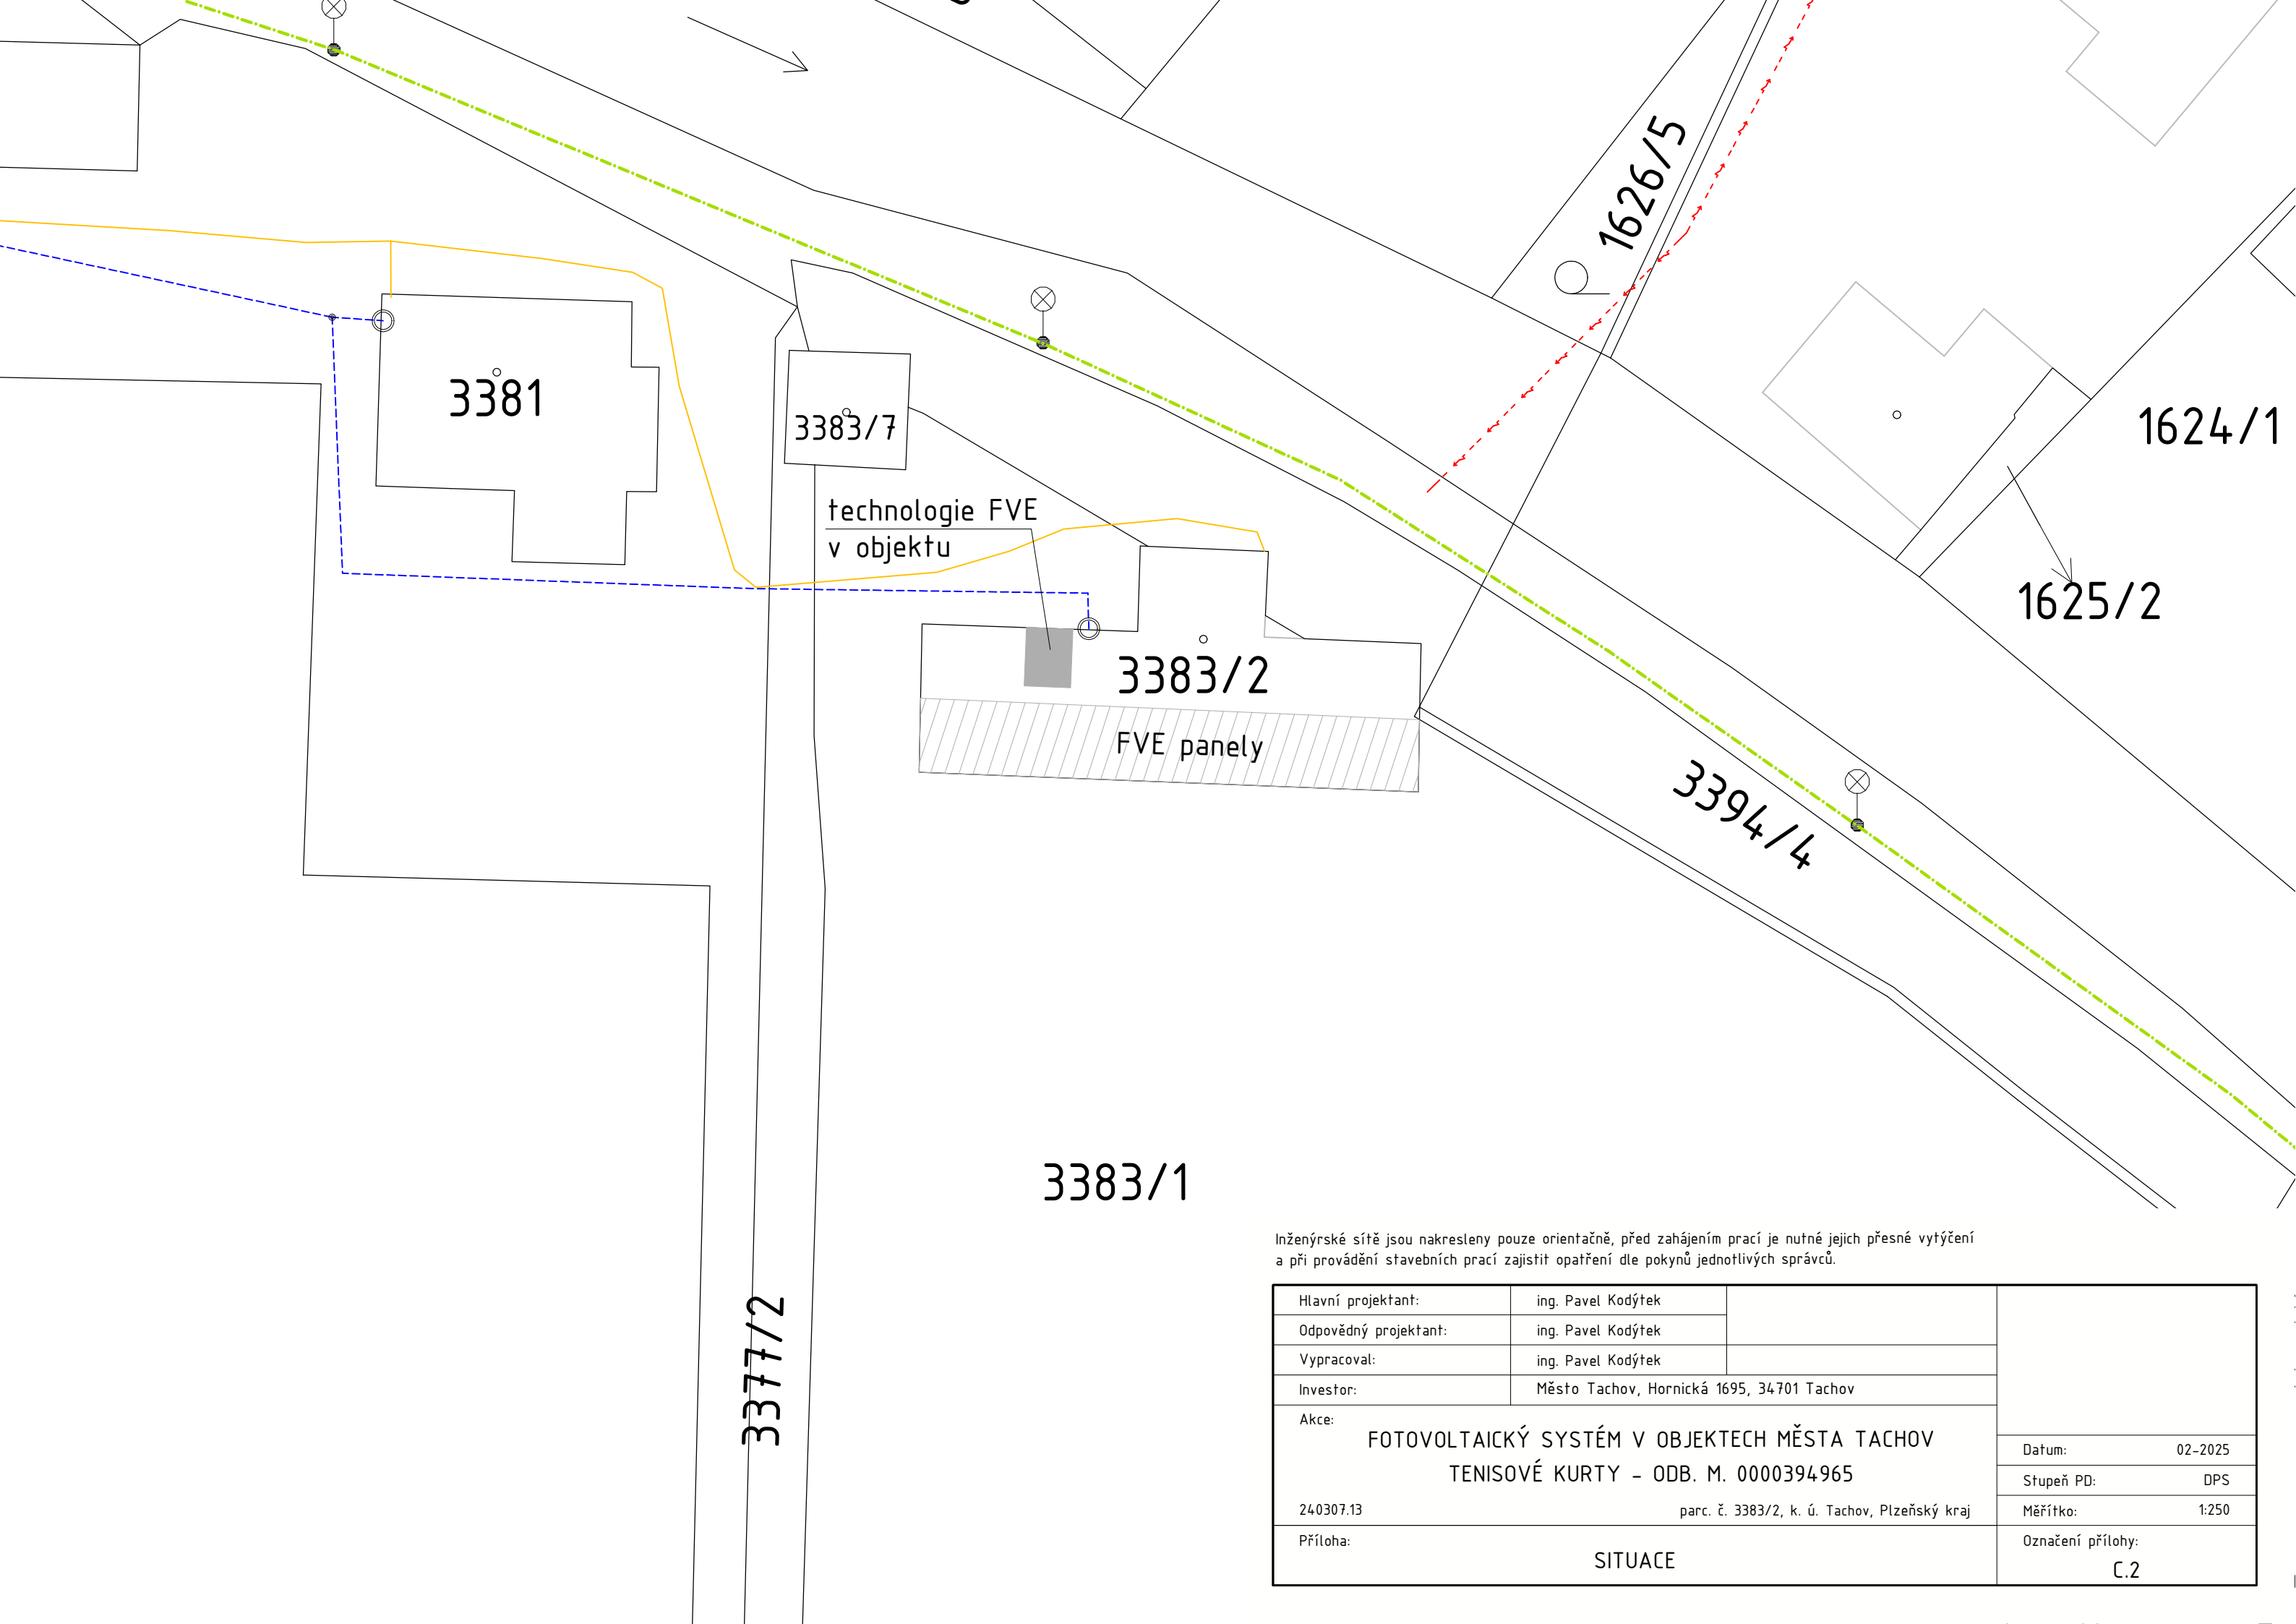 1626/5
3381
3383/7
1624/1
technologie FVE
v objektu
1625/2
3383/2
FVE panely
3394/4
3383/1
3377/2
Inženýrské sítě jsou nakresleny pouze orientačně, před zahájením prací je nutné jejich přesné vytýčení
a při provádění stavebních prací zajistit opatření dle pokynů jednotlivých správců.
Hlavní projektant: ing. Pavel Kodýtek
Odpovědný projektant: ing. Pavel Kodýtek
Vypracoval: ing. Pavel Kodýtek
Investor: Město Tachov, Hornická 1695, 34701 Tachov
Akce:
FOTOVOLTAICKÝ SYSTÉM V OBJEKTECH MĚSTA TACHOV
TENISOVÉ KURTY - ODB. M. 0000394965
240307.13 parc. č. 3383/2, k. ú. Tachov, Plzeňský kraj
Příloha:
SITUACE
Datum: 02-2025
Stupeň PD: DPS
Měřítko: 1:250
Označení přílohy:
C.2